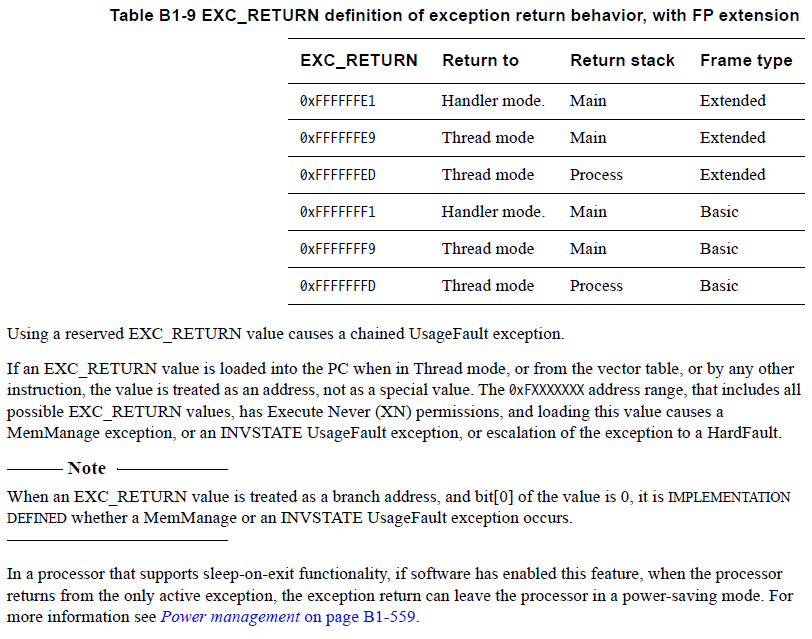 Table B1-9 EXC_RETURN definition of exception return behavior, with FP extension
EXC_RETURN Return to Return stack Frame type
0xFFFFFFE1 Handler mode. Main Extended
0xFFFFFFE9 Thread mode Main Extended
0xFFFFFFED Thread mode Process Extended
0xFFFFFFF1 Handler mode. Main Basic
0xFFFFFFF9 Thread mode Main Basic
0xFFFFFFFD Thread mode Process Basic
Using a reserved EXC_RETURN value causes a chained UsageFault exception.
If an EXC_RETURN value is loaded into the PC when in Thread mode, or from the vector table, or by any other
instruction, the value is treated as an address, not as a special value. The 0xFXXXXXXX address range, that includes all
possible EXC_RETURN values, has Execute Never (XN) permissions, and loading this value causes a
MemManage exception, or an INVSTATE UsageFault exception, or escalation of the exception to a HardFault.
Note
When an EXC_RETURN value is treated as a branch address, and bit[0] of the value is 0, it is IMPLEMENTATION
DEFINED whether a MemManage or an INVSTATE UsageFault exception occurs.
In a processor that supports sleep-on-exit functionality, if software has enabled this feature, when the processor
returns from the only active exception, the exception return can leave the processor in a power-saving mode. For
more information see Power management on page B1-559.